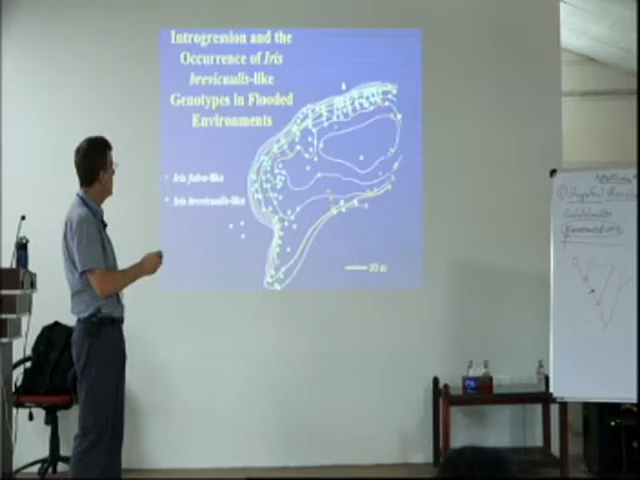 Introgression and the
Occurrence of Iris
brevicaulis-like
Genotypes in Flooded
Environments
Iris fulva-like
Iris brevicaulis-like
10 m